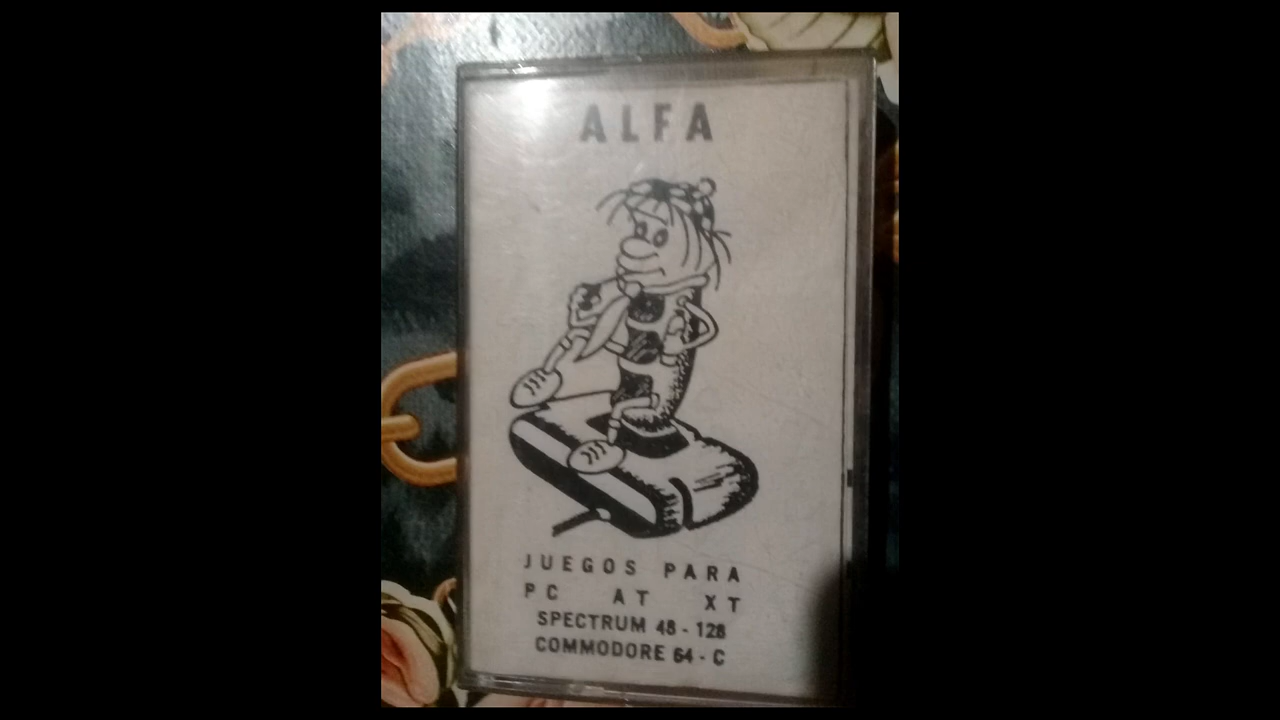 ALFA
JUEGOS PARA
PC AT XT
SPECTRUM 48 - 128
COMMODORE 64 - C